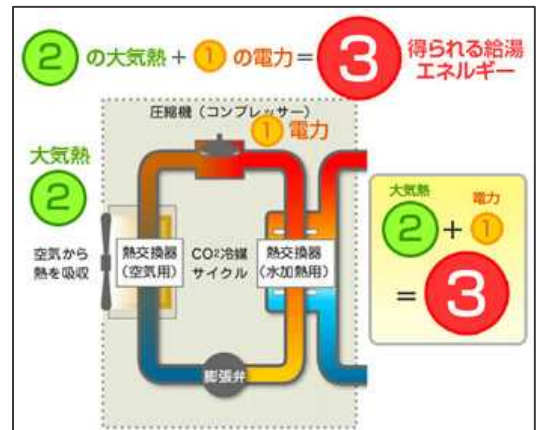 ② の大気熱 + ① の電力 = ③ 得られる給湯
エネルギー
圧縮機（コンプレッサー）
① 電力
大気熱
②
空気から
熱を吸収
熱交換器
（空気用）
CO²冷媒
サイクル
熱交換器
（水加熱用）
膨張弁
大気熱
電力
② + ①
= ③